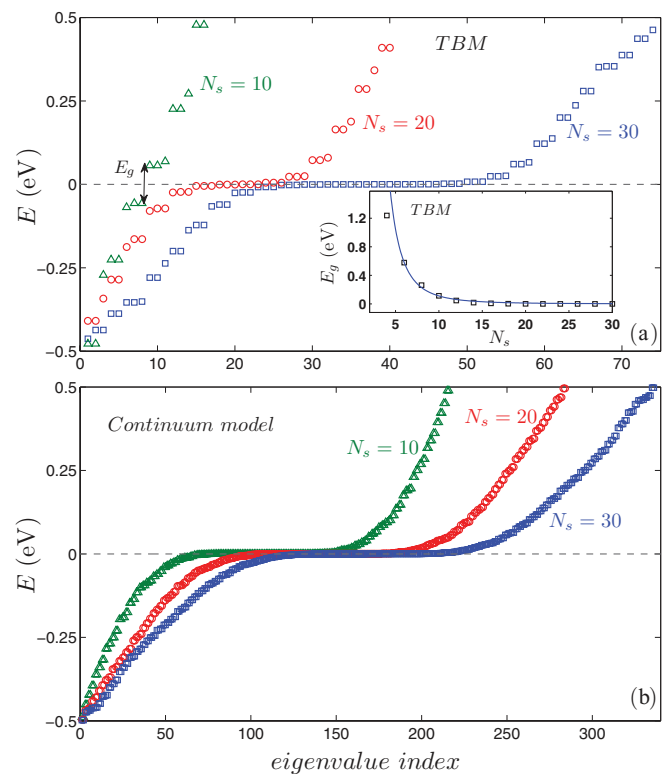 0.5
TBM
N_s = 10
0.25
N_s = 20
N_s = 30
E_g
E (eV)
0
1.2
TBM
0.8
E_g (eV)
-0.25
0.4
0
5 10 15 20 25 30
N_s
(a)
-0.5
0 10 20 30 40 50 60 70
0.5
Continuum model
N_s = 20
N_s = 10
0.25
N_s = 30
E (eV)
0
-0.25
(b)
-0.5
0 50 100 150 200 250 300
eigenvalue index